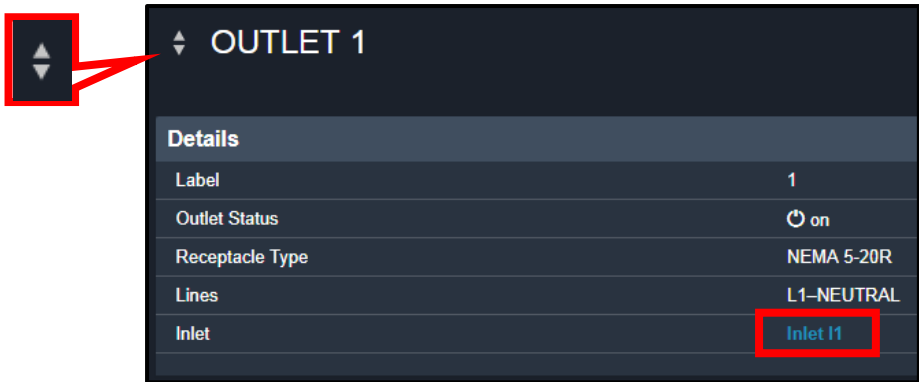 OUTLET 1
Details
Label 1
Outlet Status on
Receptacle Type NEMA 5-20R
Lines L1–NEUTRAL
Inlet Inlet I1